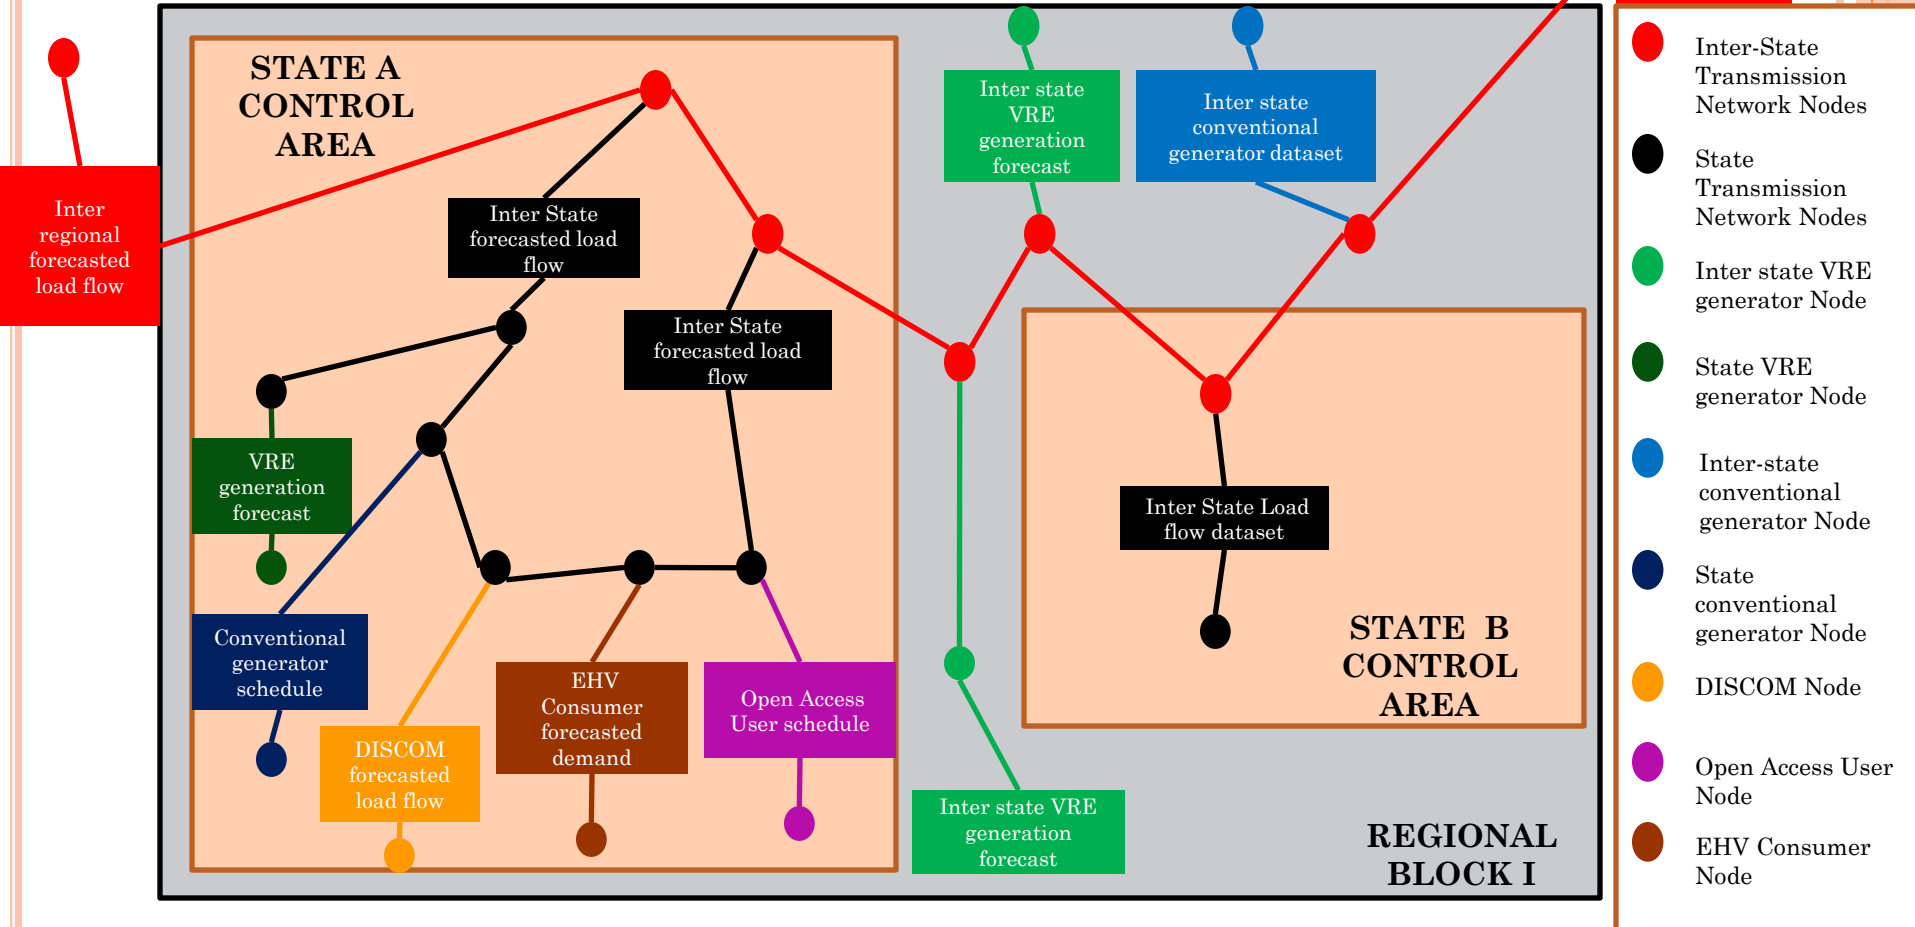 STATE A
CONTROL
AREA
Inter
regional
forecasted
load flow
Inter State
forecasted load
flow
Inter State
forecasted load
flow
VRE
generation
forecast
Conventional
generator
schedule
DISCOM
forecasted
load flow
EHV
Consumer
forecasted
demand
Open Access
User schedule
Inter state
VRE
generation
forecast
Inter state
conventional
generator dataset
Inter State Load
flow dataset
STATE B
CONTROL
AREA
Inter state VRE
generation
forecast
REGIONAL
BLOCK I
Inter-State
Transmission
Network Nodes
State
Transmission
Network Nodes
Inter state VRE
generator Node
State VRE
generator Node
Inter-state
conventional
generator Node
State
conventional
generator Node
DISCOM Node
Open Access User
Node
EHV Consumer
Node